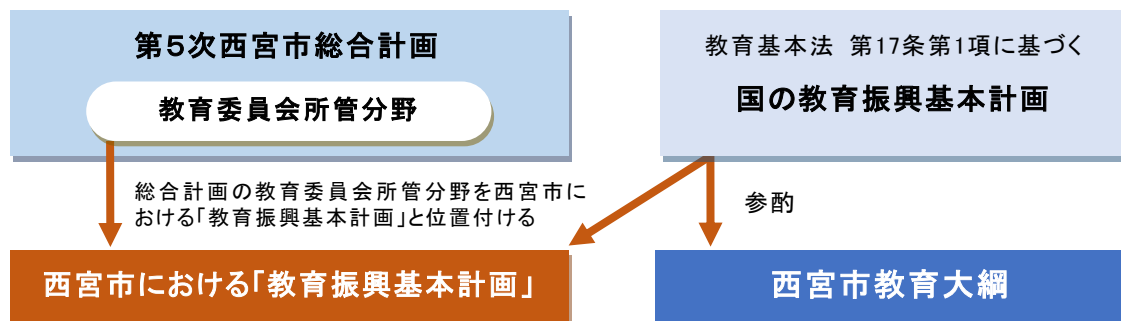 第5次西宮市総合計画
教育委員会所管分野
教育基本法 第17条第1項に基づく
国の教育振興基本計画
総合計画の教育委員会所管分野を西宮市に
おける「教育振興基本計画」と位置付ける
参酌
西宮市における「教育振興基本計画」
西宮市教育大綱